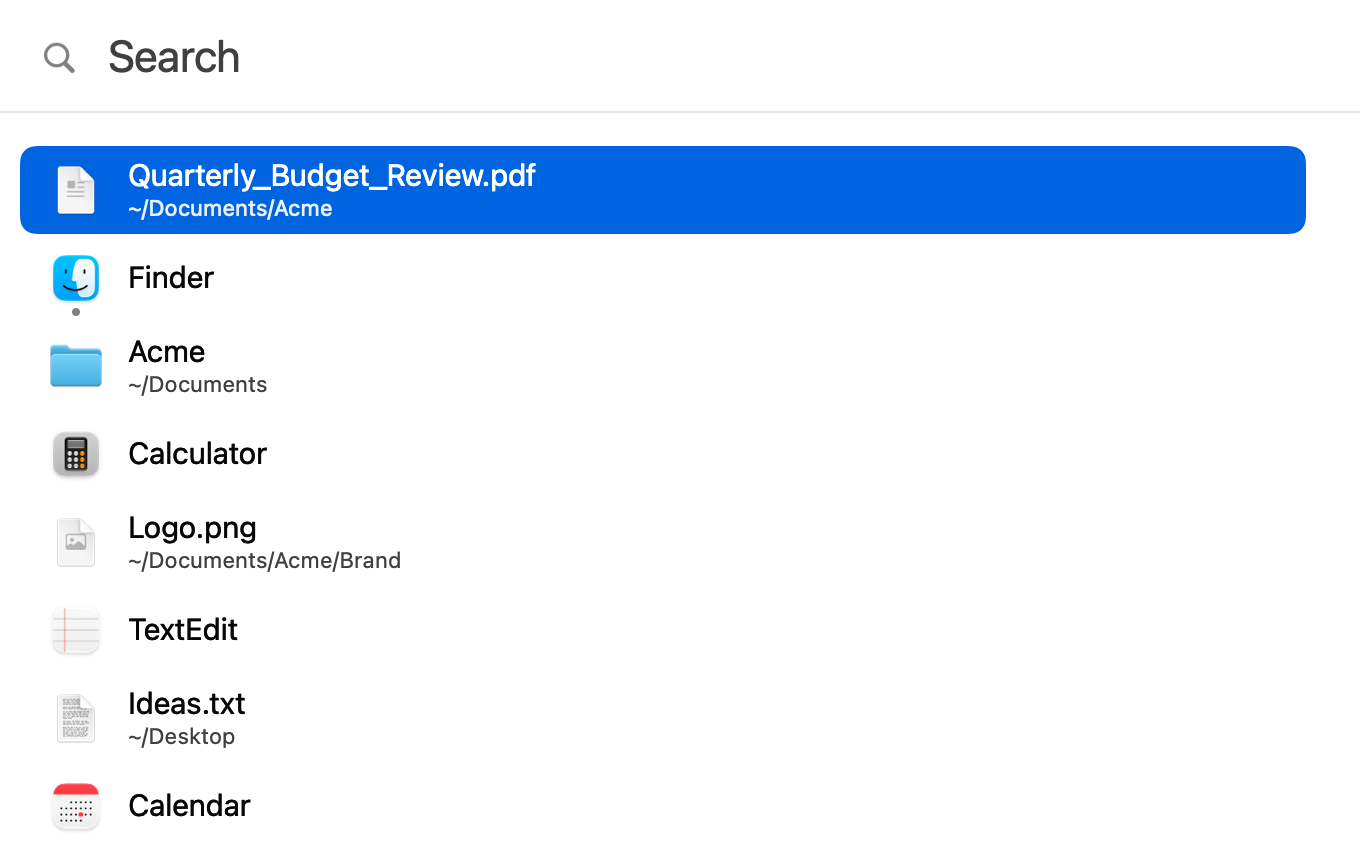 Search
Quarterly_Budget_Review.pdf
~/Documents/Acme
Finder
Acme
~/Documents
Calculator
Logo.png
~/Documents/Acme/Brand
TextEdit
Ideas.txt
~/Desktop
Calendar